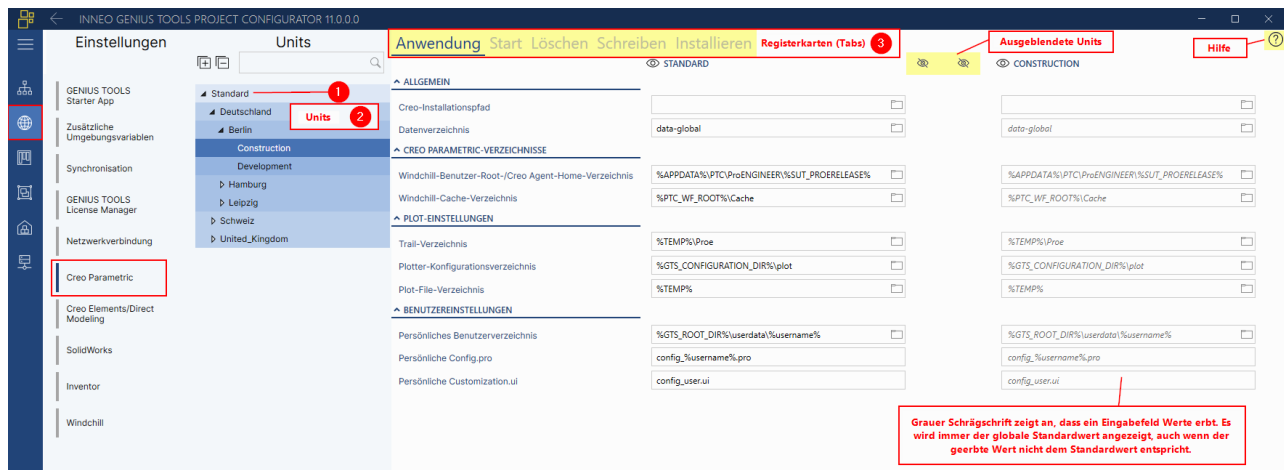 INNEO GENIUS TOOLS PROJECT CONFIGURATOR 11.0.0.0
Einstellungen
GENIUS TOOLS
Starter App
Zusätzliche
Umgebungsvariablen
Synchronisation
GENIUS TOOLS
License Manager
Netzwerkverbindung
Creo Parametric
Creo Elements/Direct
Modeling
SolidWorks
Inventor
Windchill
Units
Standard
1
Deutschland
Units 2
Berlin
Construction
Development
Hamburg
Leipzig
Schweiz
United_Kingdom
Anwendung Start Löschen Schreiben Installieren Registerkarten (Tabs) 3
Ausgeblendete Units
Hilfe
STANDARD CONSTRUCTION
ALLGEMEIN
Creo-Installationspfad
Datenverzeichnis data-global data-global
CREO PARAMETRIC-VERZEICHNISSE
Windchill-Benutzer-Root-/Creo Agent-Home-Verzeichnis %APPDATA%\PTC\ProENGINEER\%SUT_PROERELEASE% %APPDATA%\PTC\ProENGINEER\%SUT_PROERELEASE%
Windchill-Cache-Verzeichnis %PTC_WF_ROOT%\Cache %PTC_WF_ROOT%\Cache
PLOT-EINSTELLUNGEN
Trail-Verzeichnis %TEMP%\Proe %TEMP%\Proe
Plotter-Konfigurationsverzeichnis %GTS_CONFIGURATION_DIR%\plot %GTS_CONFIGURATION_DIR%\plot
Plot-File-Verzeichnis %TEMP% %TEMP%
BENUTZEREINSTELLUNGEN
Persönliches Benutzerverzeichnis %GTS_ROOT_DIR%\userdata\%username% %GTS_ROOT_DIR%\userdata\%username%
Persönliche Config.pro config_%username%.pro config_%username%.pro
Persönliche Customization.ui config_user.ui config_user.ui
Grauer Schrägschrift zeigt an, dass ein Eingabefeld Werte erbt. Es
wird immer der globale Standardwert angezeigt, auch wenn der
geerbte Wert nicht dem Standardwert entspricht.